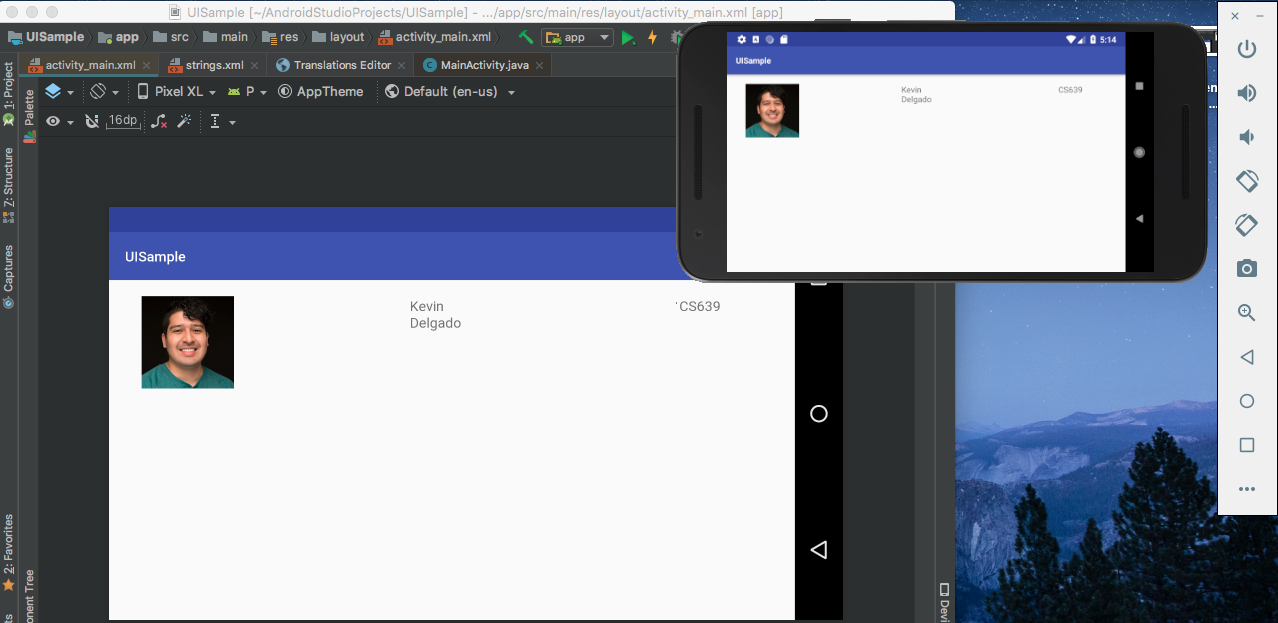 UISample [~/AndroidStudioProjects/UISample] - .../app/src/main/res/layout/activity_main.xml [app]
UISample
app
src
main
res
layout
activity_main.xml
app
activity_main.xml
strings.xml
Translations Editor
MainActivity.java
Pixel XL
P
AppTheme
Default (en-us)
16dp
1: Project
Palette
Z: Structure
Captures
2: Favorites
onent Tree
ts
UISample
Kevin
Delgado
CS639
5:14
UISample
Kevin
Delgado
CS639
Devi
en